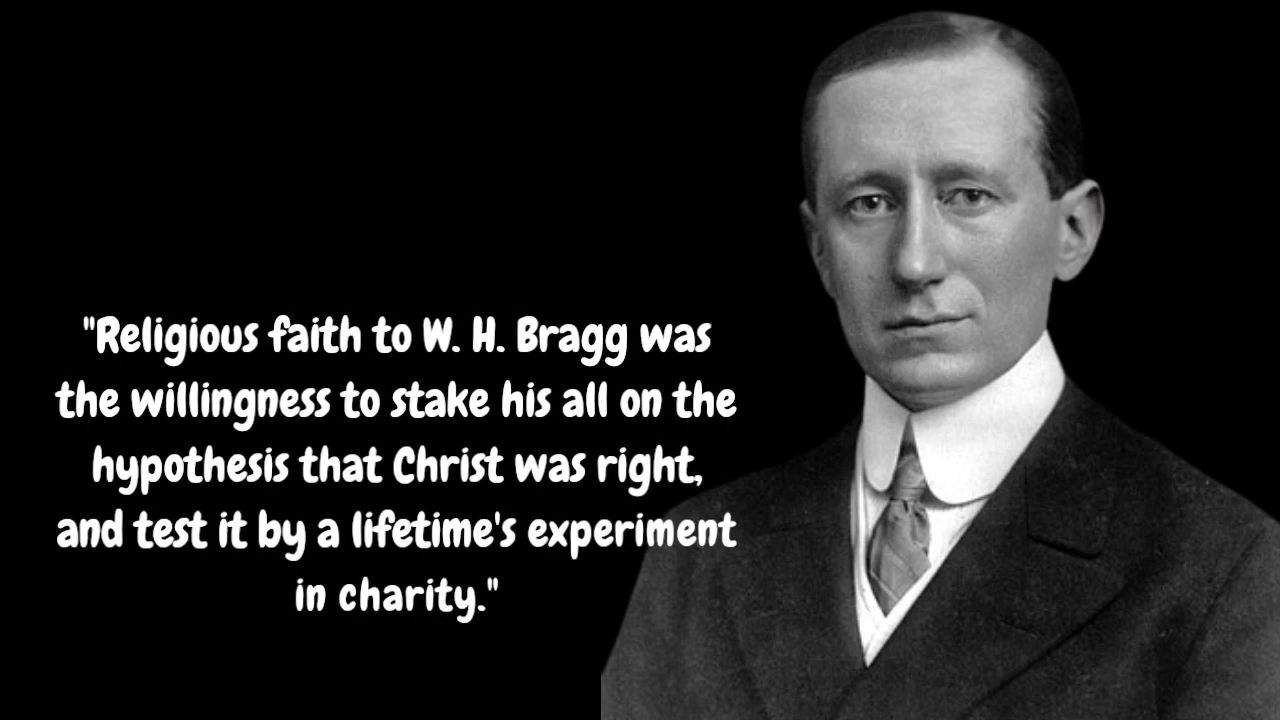 "Religious faith to W. H. Bragg was
the willingness to stake his all on the
hypothesis that Christ was right,
and test it by a lifetime's experiment
in charity."